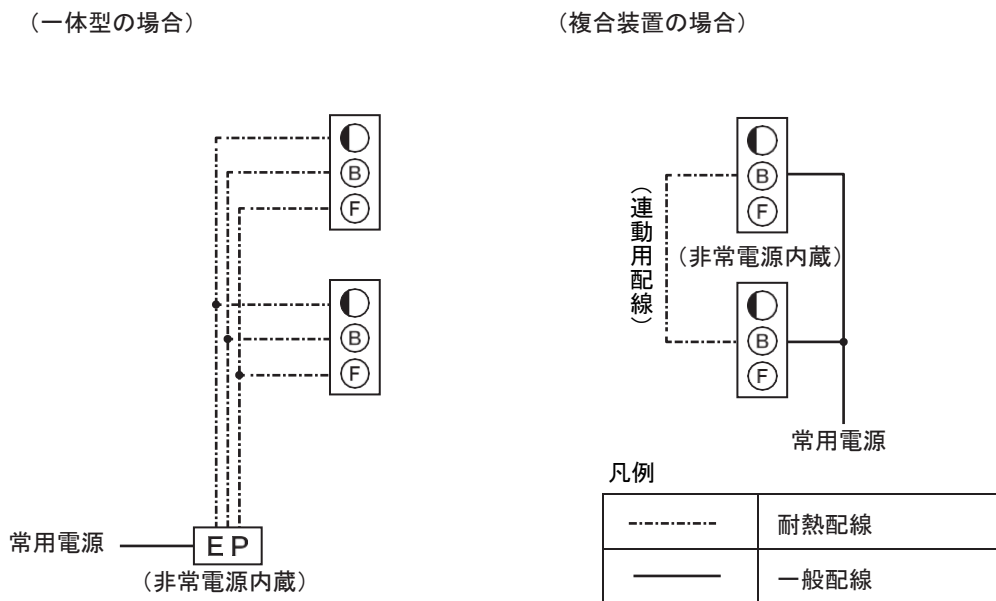 （一体型の場合）
（複合装置の場合）
B
F
B
F
常用電源
EP
（非常電源内蔵）
B
F
（連動用配線）
（非常電源内蔵）
B
F
常用電源
凡例
耐熱配線
一般配線